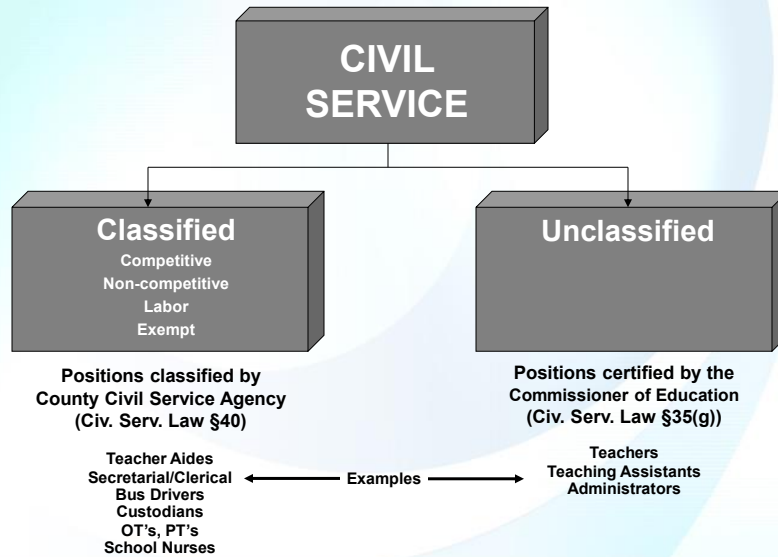 CIVIL
SERVICE
Classified
Competitive
Non-competitive
Labor
Exempt
Unclassified
Positions classified by
County Civil Service Agency
(Civ. Serv. Law §40)
Positions certified by the
Commissioner of Education
(Civ. Serv. Law §35(g))
Teacher Aides
Secretarial/Clerical
Bus Drivers
Custodians
OT's, PT's
School Nurses
Examples
Teachers
Teaching Assistants
Administrators